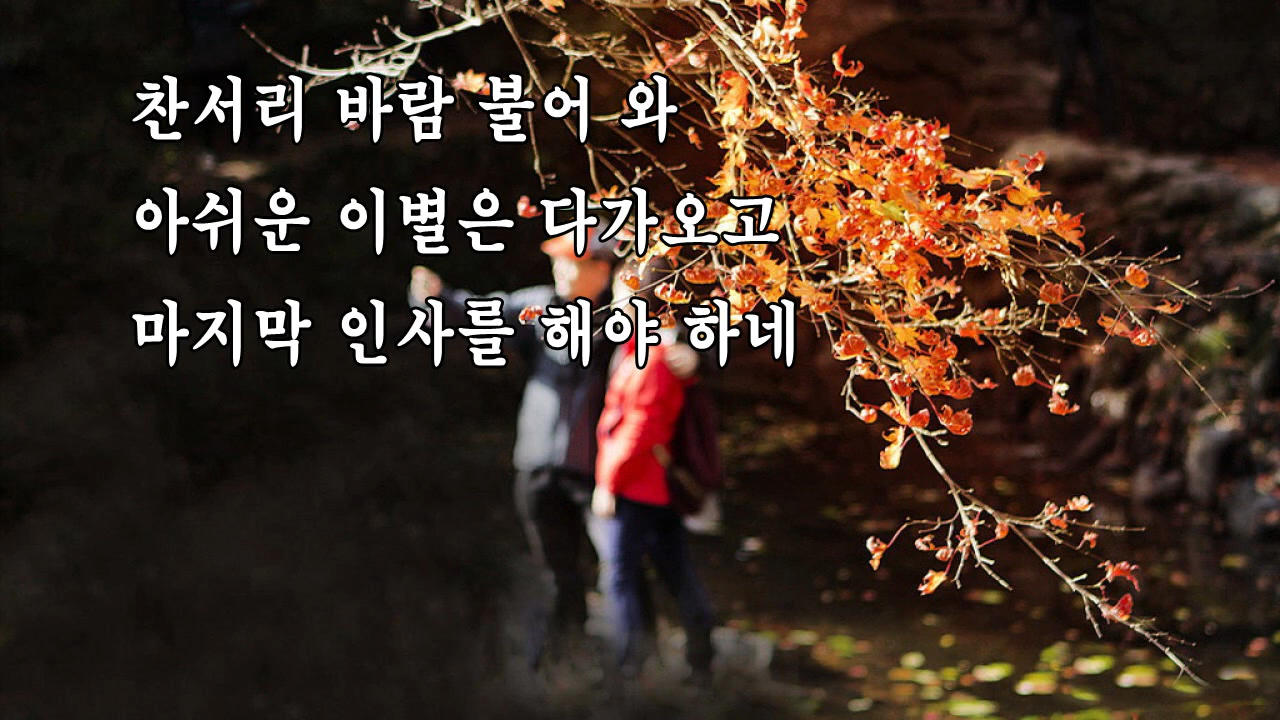 찬서리 바람 불어 와
아쉬운 이별은 다가오고
마지막 인사를 해야 하네